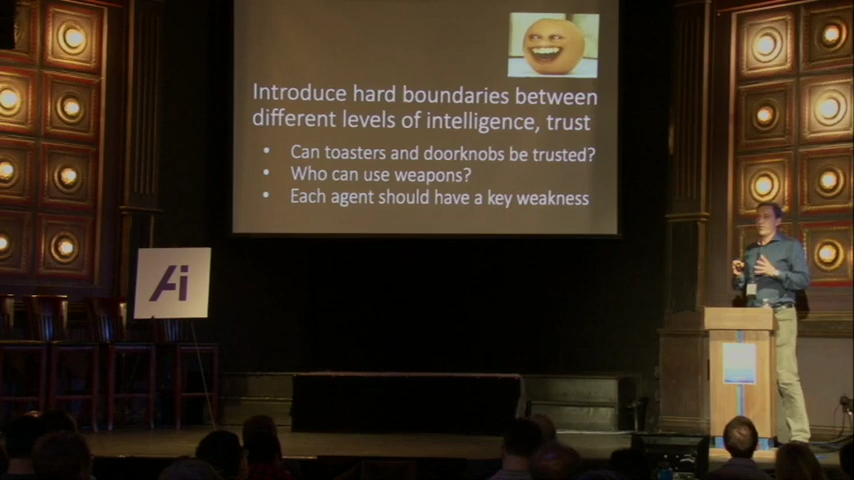 Introduce hard boundaries between
different levels of intelligence, trust
• Can toasters and doorknobs be trusted?
• Who can use weapons?
• Each agent should have a key weakness
Ai